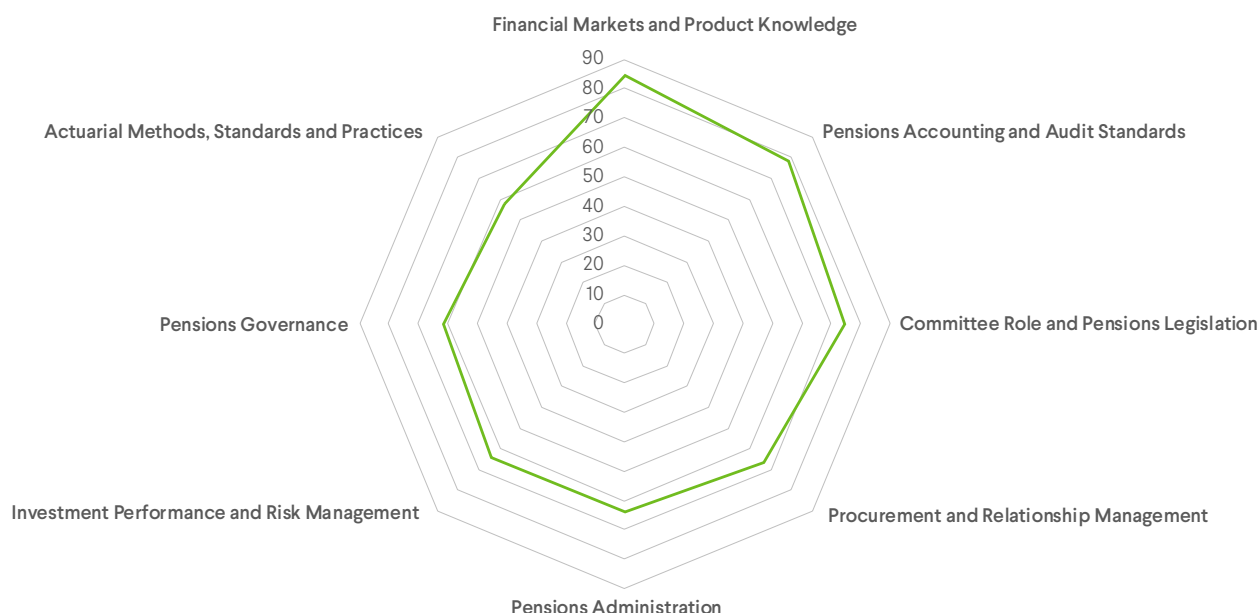 Financial Markets and Product Knowledge
90
80
70
60
50
40
30
20
10
0
Actuarial Methods, Standards and Practices
Pensions Accounting and Audit Standards
Pensions Governance
Committee Role and Pensions Legislation
Investment Performance and Risk Management
Procurement and Relationship Management
Pensions Administration